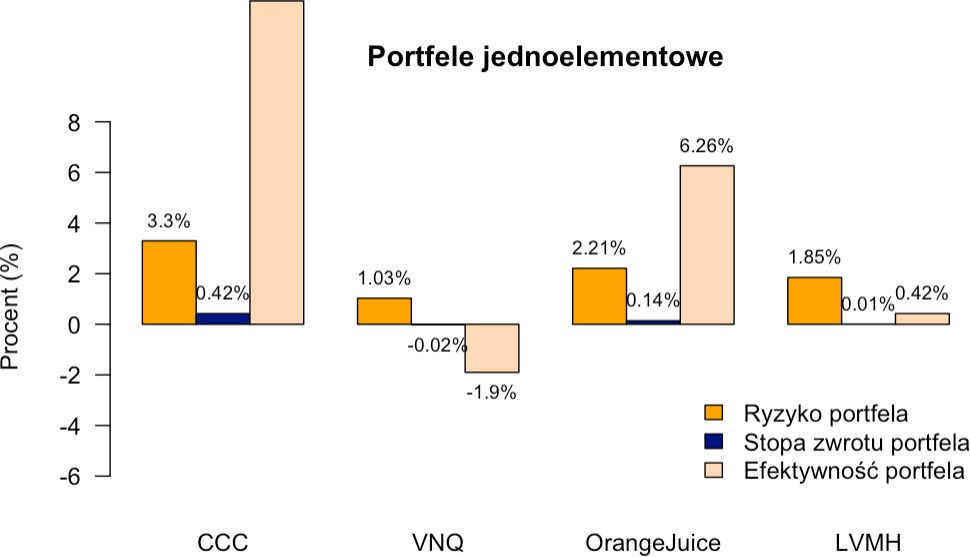 Portfele jednoelementowe
Procent (%)
8
6
4
2
0
-2
-4
-6
3.3%
0.42%
1.03%
-0.02%
-1.9%
2.21%
0.14%
6.26%
1.85%
0.01%
0.42%
Ryzyko portfela
Stopa zwrotu portfela
Efektywność portfela
CCC
VNQ
OrangeJuice
LVMH